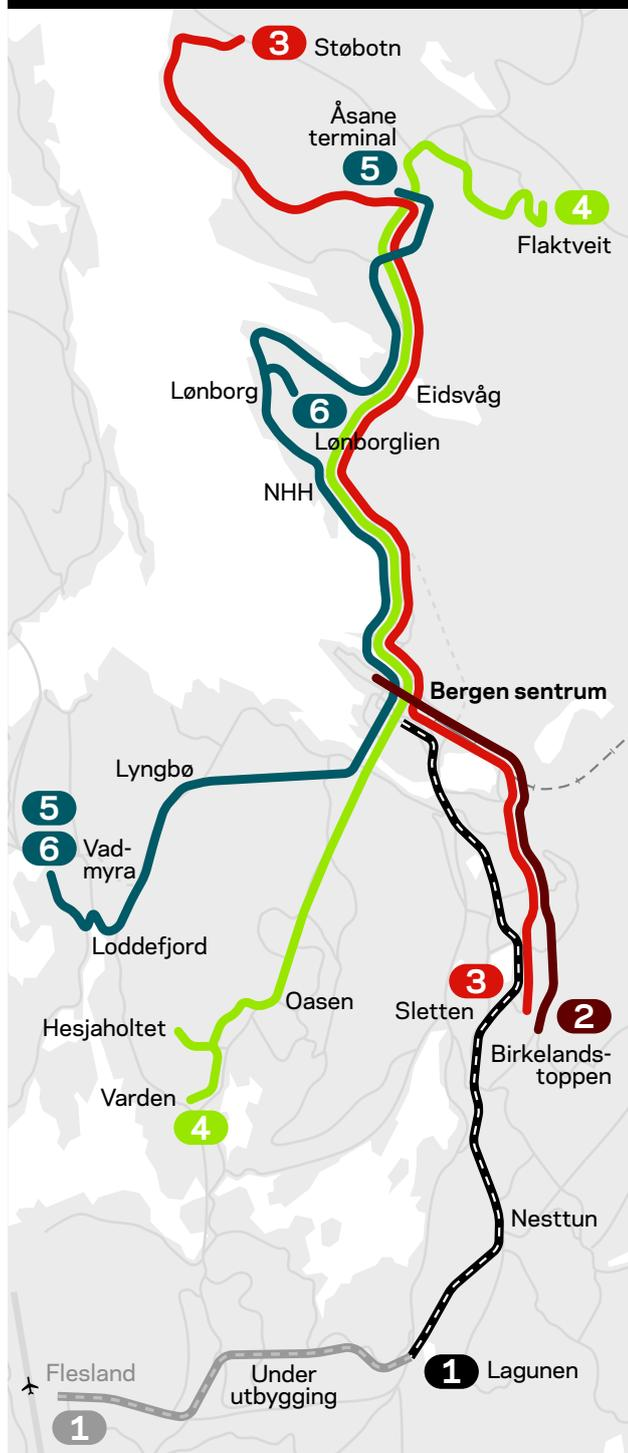 3 Støbotn
Åsane
terminal
5
4
Flaktveit
Lønborg
Eidsvåg
6
Lønborglien
NHH
Bergen sentrum
Lyngbø
5
6 Vad-
myra
Loddefjord
3
Sletten
Oasen
2
Birkelands-
toppen
Hesjaholtet
Varden
4
Nesttun
Flesland
1
Under
utbygging
1 Lagunen